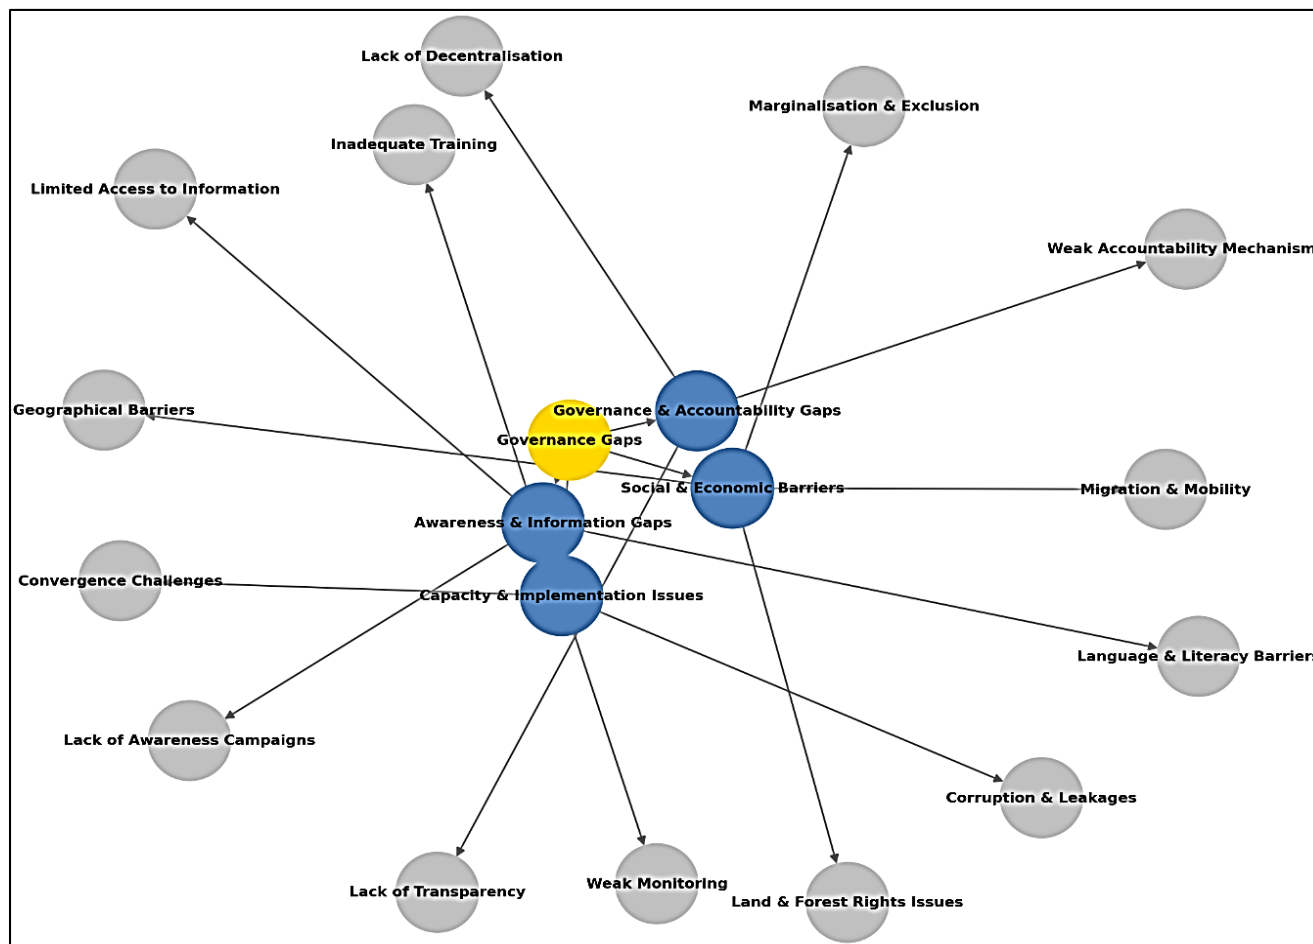 Lack of Decentralisation
Marginalisation & Exclusion
Inadequate Training
Limited Access to Information
Weak Accountability Mechanism
Geographical Barriers
Governance & Accountability Gaps
Governance Gaps
Social & Economic Barriers
Migration & Mobility
Awareness & Information Gaps
Convergence Challenges
Capacity & Implementation Issues
Language & Literacy Barriers
Lack of Awareness Campaigns
Corruption & Leakages
Weak Monitoring
Lack of Transparency
Land & Forest Rights Issues